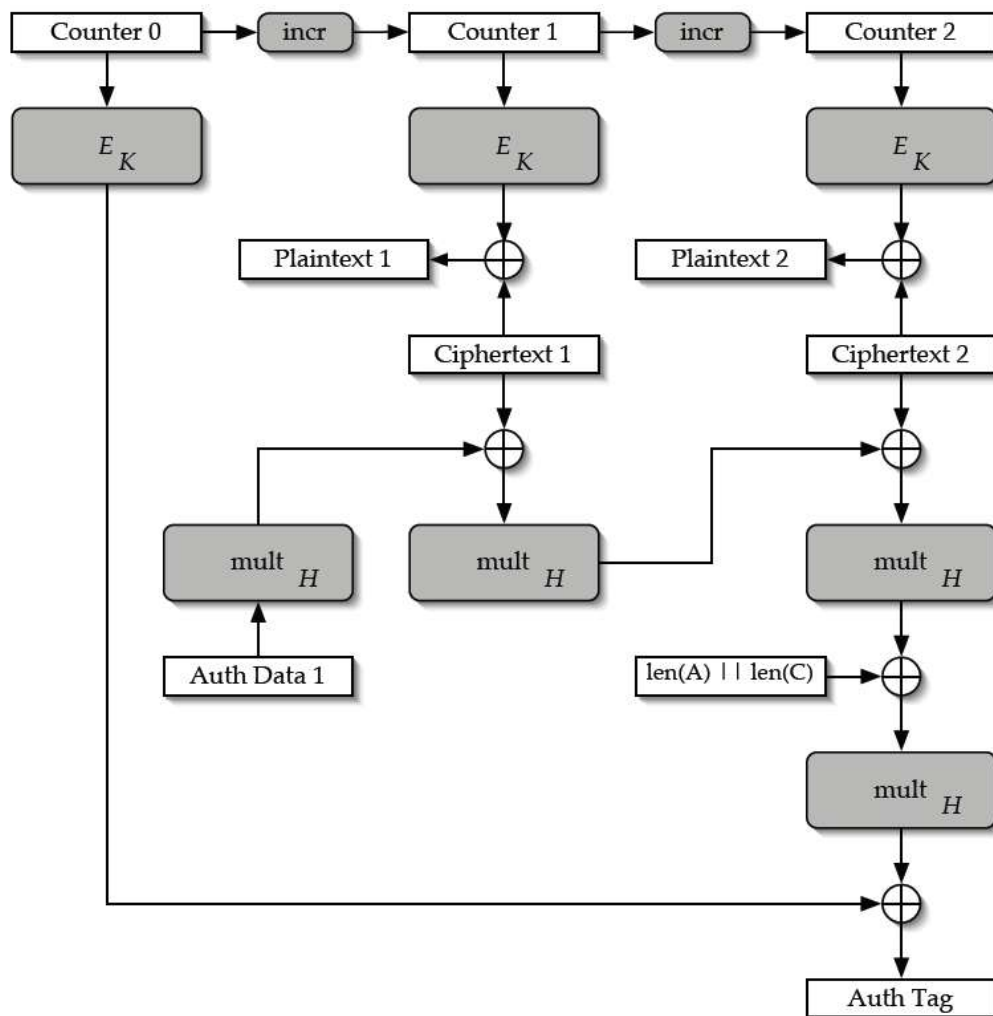 Counter 0
incr
Counter 1
incr
Counter 2
E K
E K
E K
Plaintext 1
Plaintext 2
Ciphertext 1
Ciphertext 2
mult H
mult H
mult H
Auth Data 1
len(A) || len(C)
mult H
Auth Tag